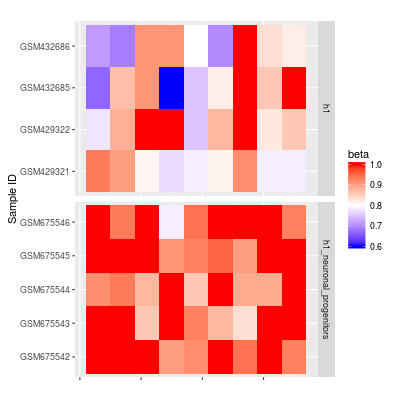 GSM432686
GSM432685
GSM429322
GSM429321
h1
GSM675546
GSM675545
GSM675544
GSM675543
GSM675542
h1_neuronal_progenitors
Sample ID
beta
1.0
0.9
0.8
0.7
0.6